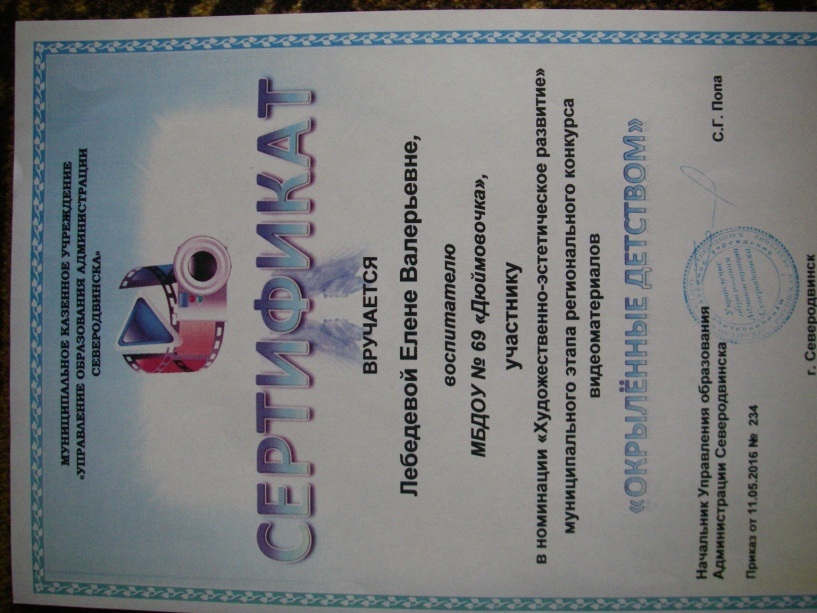 МУНИЦИПАЛЬНОЕ КАЗЕННОЕ УЧРЕЖДЕНИЕ
«УПРАВЛЕНИЕ ОБРАЗОВАНИЯ АДМИНИСТРАЦИИ
СЕВЕРОДВИНСКА»
СЕРТИФИКАТ
ВРУЧАЕТСЯ
Лебедевой Елене Валерьевне,
воспитателю
МБДОУ № 69 «Дюймовочка»,
участнику
в номинации «Художественно-эстетическое развитие»
муниципального этапа регионального конкурса
видеоматериалов
«ОКРЫЛЁННЫЕ ДЕТСТВОМ»
Начальник Управления образования
Администрации Северодвинска
С.Г. Попа
Приказ от 11.05.2016 № 234
г. Северодвинск